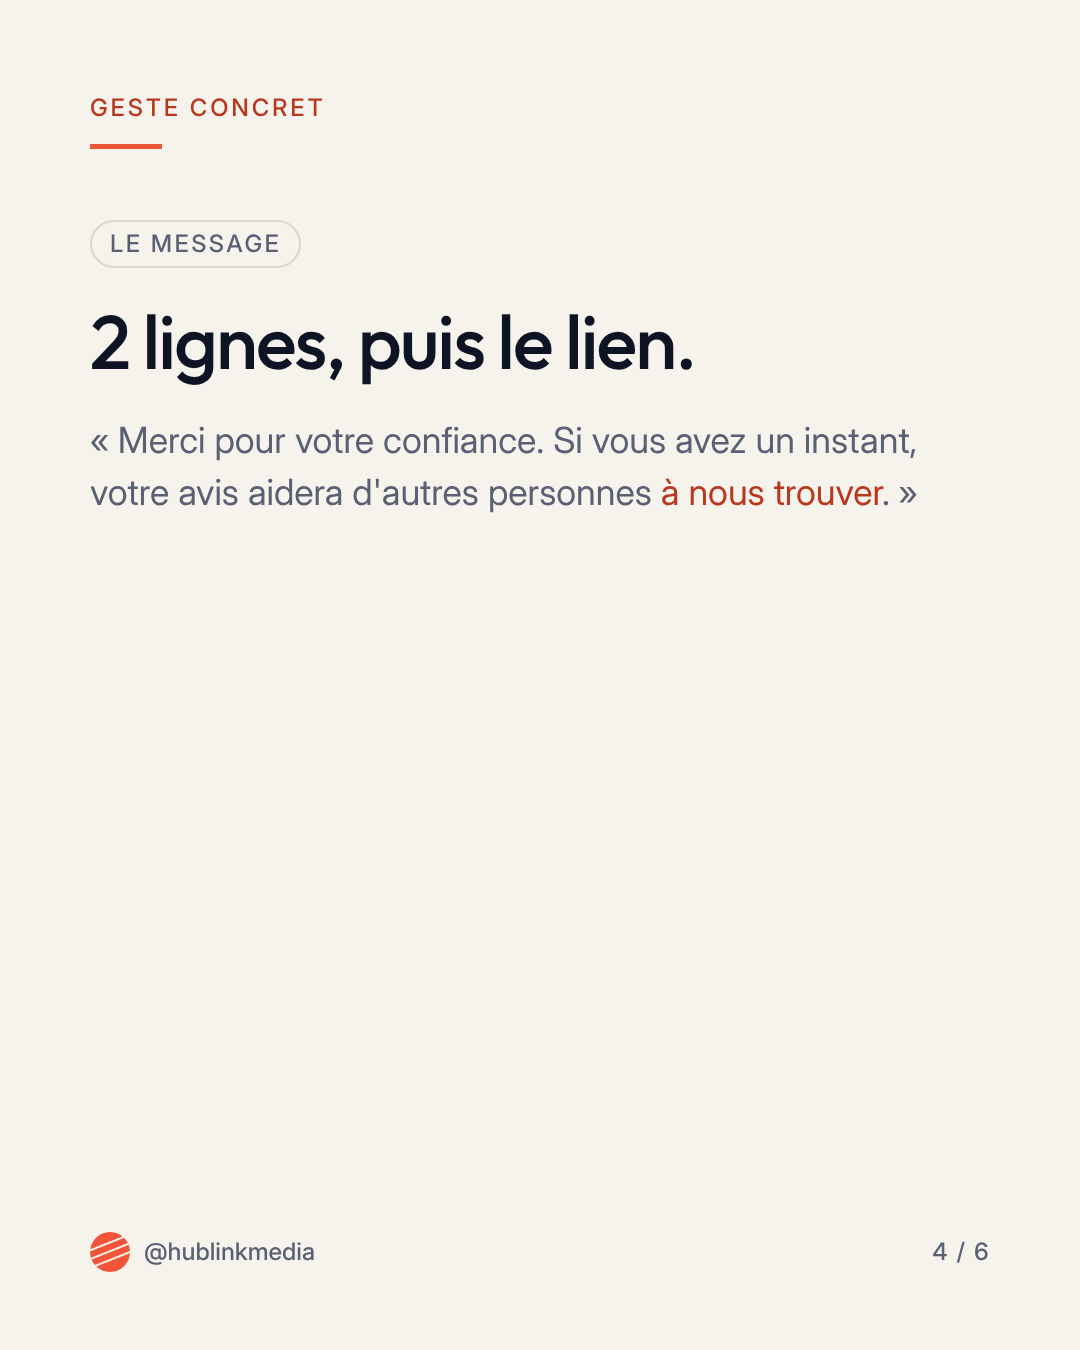 GESTE CONCRET
LE MESSAGE
2 lignes, puis le lien.
« Merci pour votre confiance. Si vous avez un instant,
votre avis aidera d'autres personnes à nous trouver. »
@hublinkmedia
4 / 6